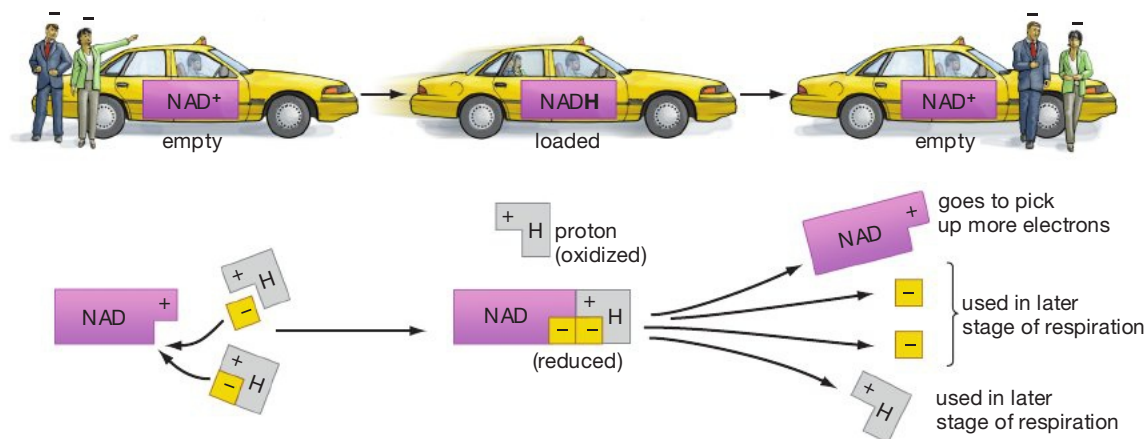 − −
NAD+
empty
NADH
loaded
NAD+
empty
− −
+
H
proton
(oxidized)
NAD
+
goes to pick
up more electrons
+
H
−
NAD
+
+
−
H
NAD
+
H
− −
(reduced)
−
−
used in later
stage of respiration
+
H
used in later
stage of respiration